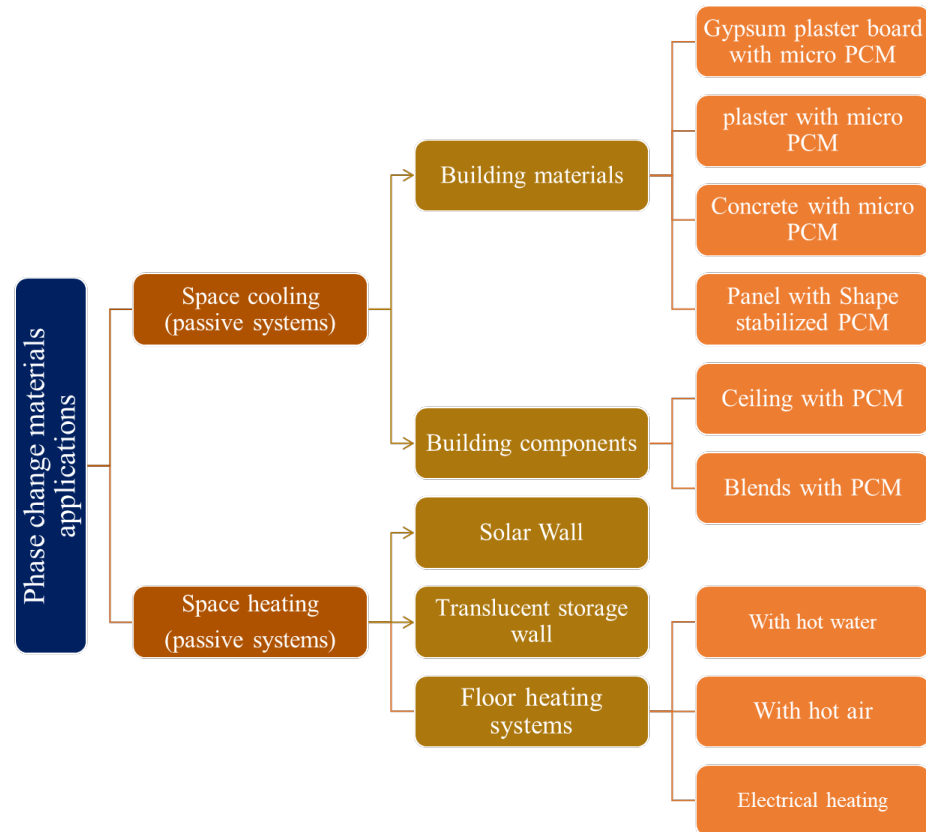 Phase change materials
applications
Space cooling
(passive systems)
Building materials
Gypsum plaster board
with micro PCM
plaster with micro
PCM
Concrete with micro
PCM
Panel with Shape
stabilized PCM
Building components
Ceiling with PCM
Blends with PCM
Space heating
(passive systems)
Solar Wall
Translucent storage
wall
Floor heating
systems
With hot water
With hot air
Electrical heating